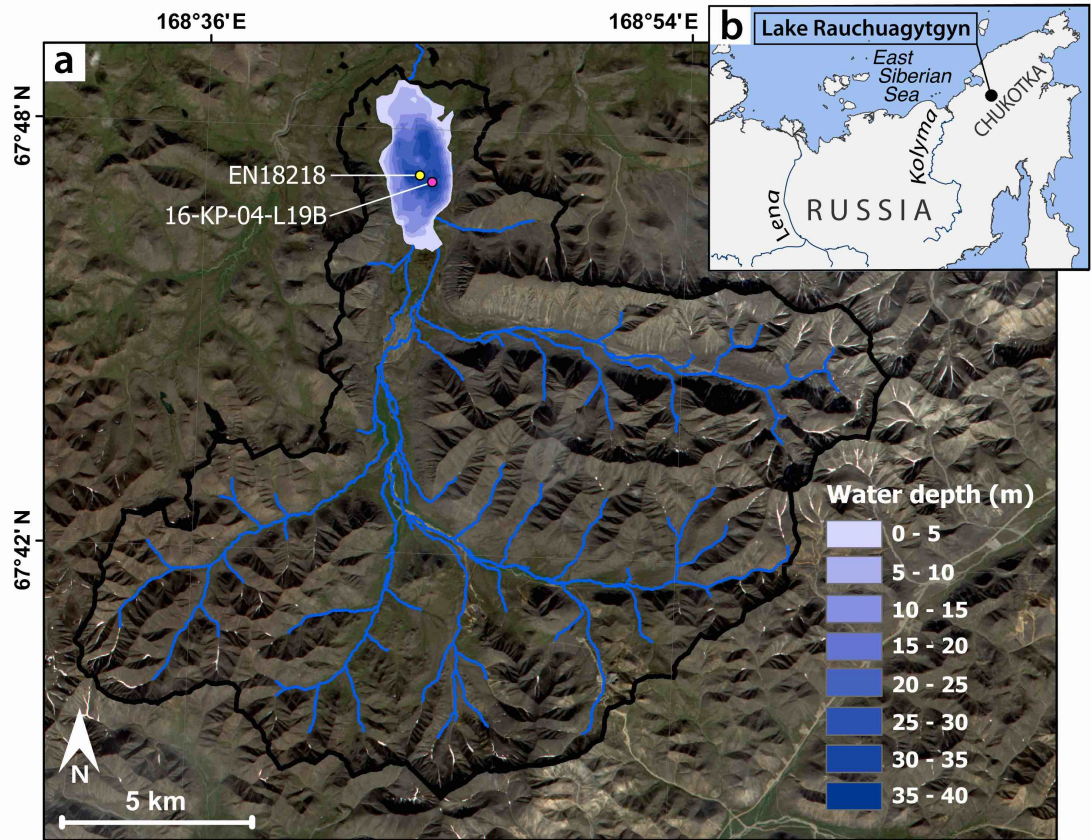 168°36'E
168°54'E
a
67°48' N
67°42' N
EN18218
16-KP-04-L19B
N
5 km
Water depth (m)
0 - 5
5 - 10
10 - 15
15 - 20
20 - 25
25 - 30
30 - 35
35 - 40
b
Lake Rauchuagytgyn
East
Siberian
Sea
CHUKOTKA
Kolyma
Lena
RUSSIA